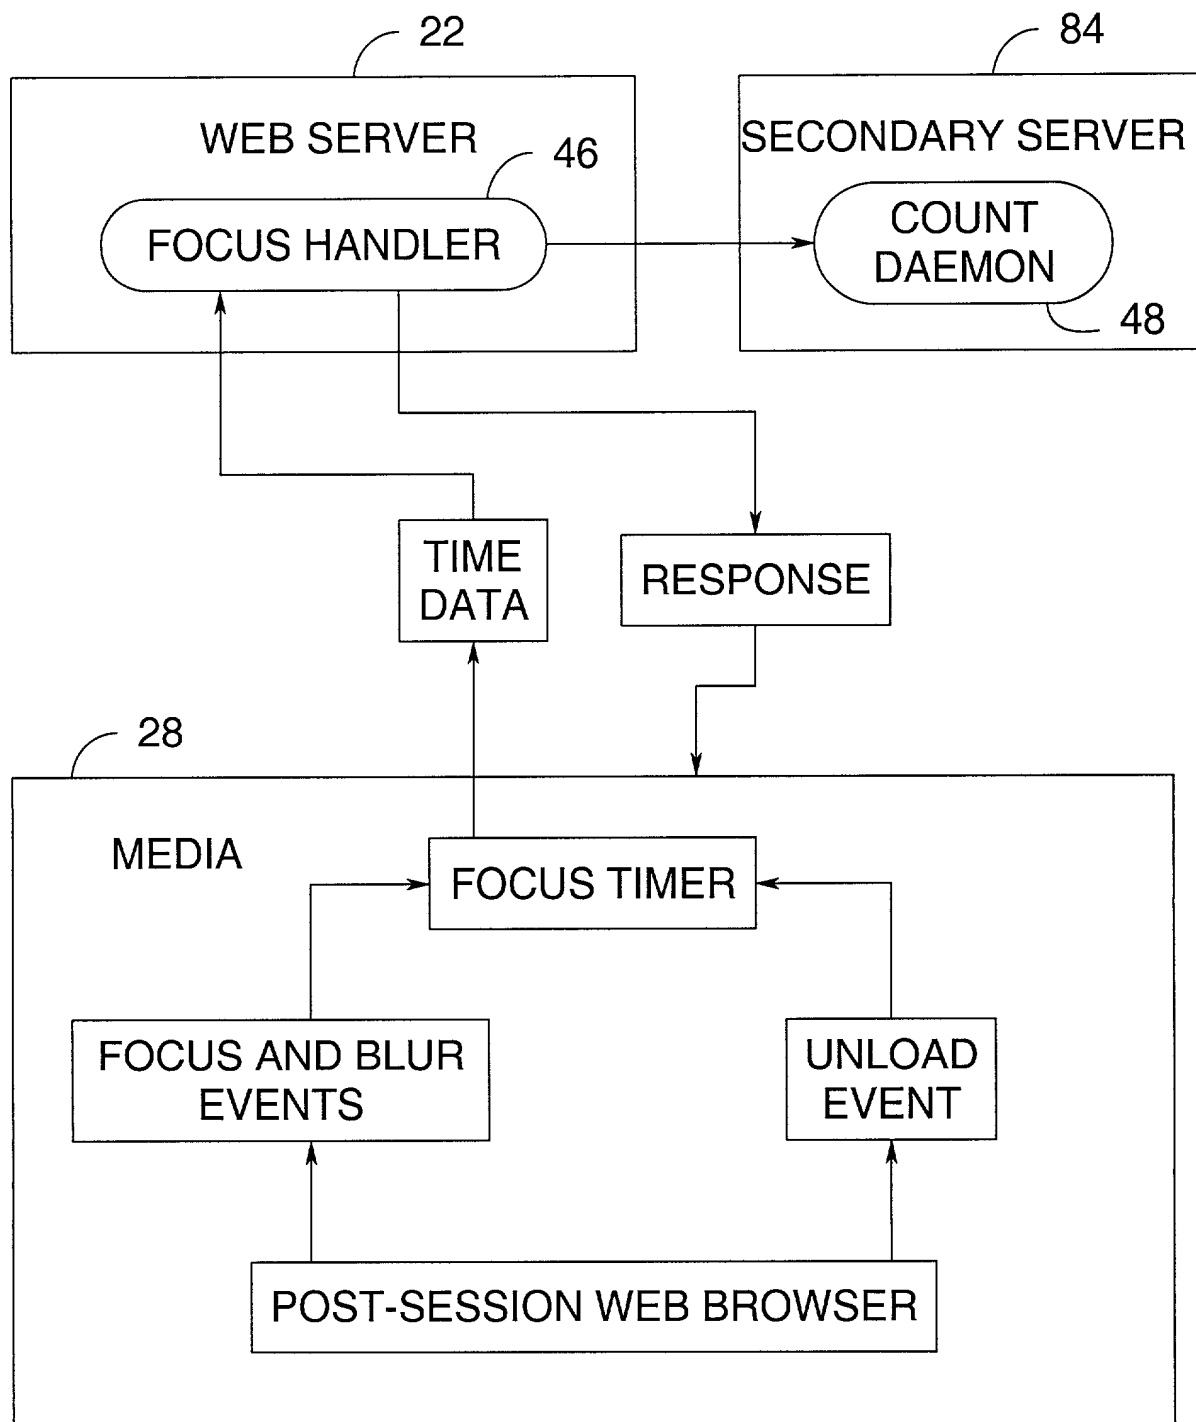 22
84
WEB SERVER
SECONDARY SERVER
46
FOCUS HANDLER
COUNT
DAEMON
48
TIME
DATA
RESPONSE
28
MEDIA
FOCUS TIMER
FOCUS AND BLUR
EVENTS
UNLOAD
EVENT
POST-SESSION WEB BROWSER